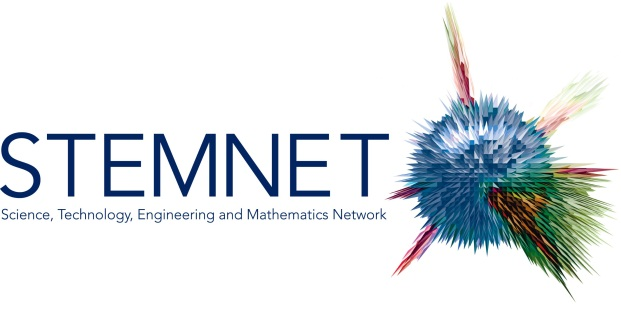 STEMNET
Science, Technology, Engineering and Mathematics Network